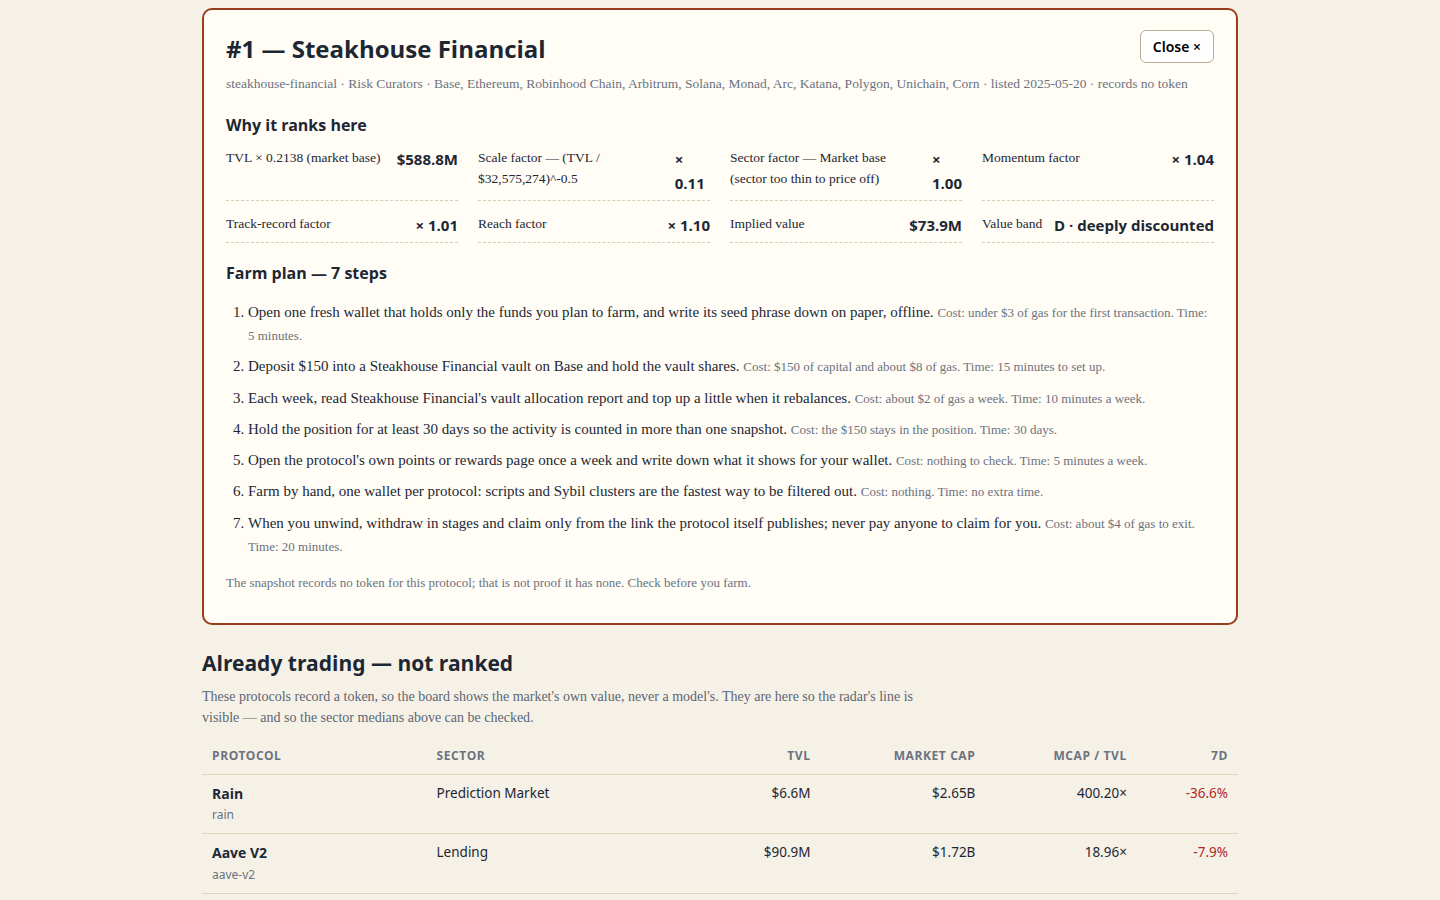 #1 — Steakhouse Financial
Close ×
steakhouse-financial · Risk Curators · Base, Ethereum, Robinhood Chain, Arbitrum, Solana, Monad, Arc, Katana, Polygon, Unichain, Corn · listed 2025-05-20 · records no token
Why it ranks here
TVL × 0.2138 (market base) $588.8M
Scale factor — (TVL / $32,575,274)^-0.5 × 0.11
Sector factor — Market base (sector too thin to price off) × 1.00
Momentum factor × 1.04
Track-record factor × 1.01
Reach factor × 1.10
Implied value $73.9M
Value band D · deeply discounted
Farm plan — 7 steps
1. Open one fresh wallet that holds only the funds you plan to farm, and write its seed phrase down on paper, offline. Cost: under $3 of gas for the first transaction. Time:
5 minutes.
2. Deposit $150 into a Steakhouse Financial vault on Base and hold the vault shares. Cost: $150 of capital and about $8 of gas. Time: 15 minutes to set up.
3. Each week, read Steakhouse Financial's vault allocation report and top up a little when it rebalances. Cost: about $2 of gas a week. Time: 10 minutes a week.
4. Hold the position for at least 30 days so the activity is counted in more than one snapshot. Cost: the $150 stays in the position. Time: 30 days.
5. Open the protocol's own points or rewards page once a week and write down what it shows for your wallet. Cost: nothing to check. Time: 5 minutes a week.
6. Farm by hand, one wallet per protocol: scripts and Sybil clusters are the fastest way to be filtered out. Cost: nothing. Time: no extra time.
7. When you unwind, withdraw in stages and claim only from the link the protocol itself publishes; never pay anyone to claim for you. Cost: about $4 of gas to exit.
Time: 20 minutes.
The snapshot records no token for this protocol; that is not proof it has none. Check before you farm.
Already trading — not ranked
These protocols record a token, so the board shows the market's own value, never a model's. They are here so the radar's line is
visible — and so the sector medians above can be checked.
PROTOCOL SECTOR TVL MARKET CAP MCAP / TVL 7D
Rain Prediction Market $6.6M $2.65B 400.20× -36.6%
rain
Aave V2 Lending $90.9M $1.72B 18.96× -7.9%
aave-v2